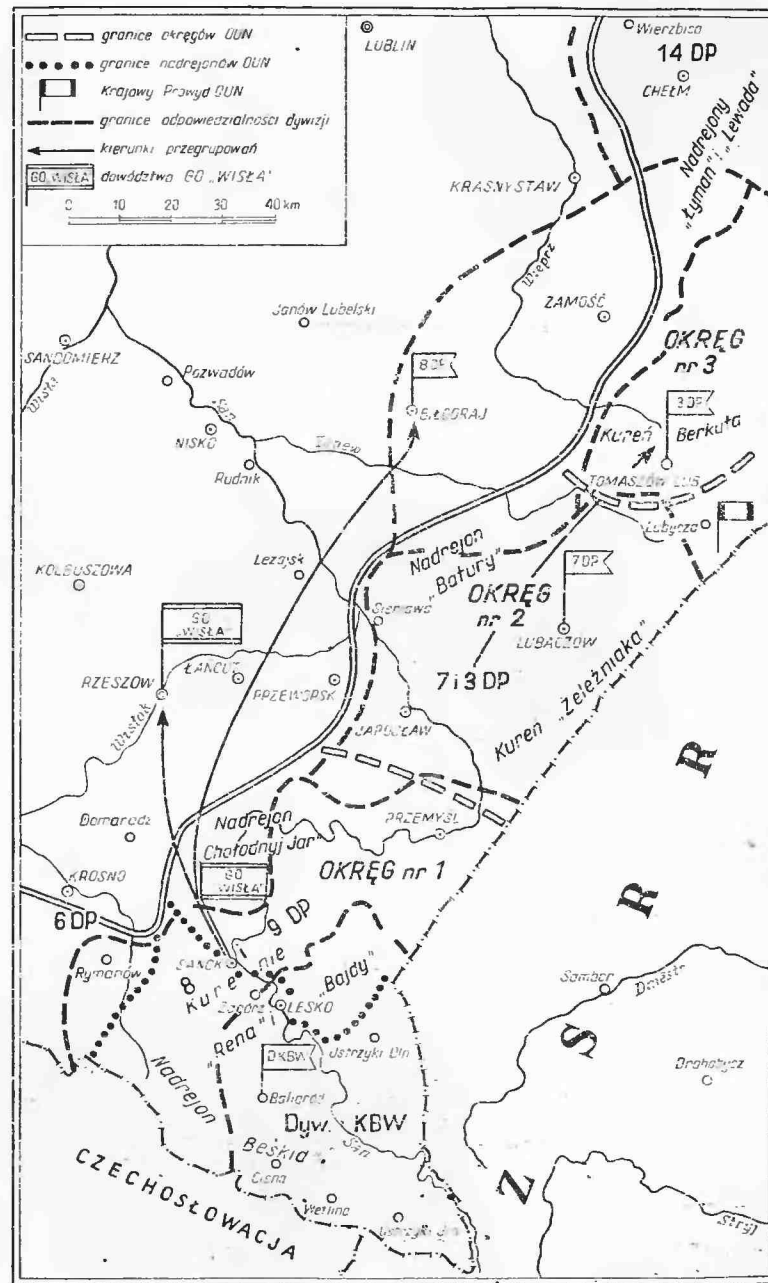 granice okręgów OUN
granice nadrejonów OUN
Krajowy Prowyd OUN
granice odpowiedzialności dywizji
kierunki przegrupowań
GO „WISŁA" dowództwo GO „WISŁA"
0 10 20 30 40 km
LUBLIN
Wierzbica
14 DP
CHEŁM
Nadrejony
„Łyman" i „Lewada"
KRASNYSTAW
Wieprz
ZAMOŚĆ
Janów Lubelski
SANDOMIERZ
Wisła
Rozwadów
San
NISKO
Rudnik
8 DP
BIŁGORAJ
OKRĘG
nr 3
3 DP
Kureń Berkuta
TOMASZÓW LUB
Lubycza
KOLBUSZOWA
Leżajsk
Nadrejon
„Batury"
OKRĘG
nr 2
7 DP
LUBACZÓW
7 i 3 DP
Sieniawa
GO
„WISŁA"
RZESZÓW
ŁAŃCUT
PRZEWORSK
JAROSŁAW
Wisłok
Kureń „Żeleźniaka"
Domaradz
Nadrejon
„Chołodnyj Jar"
PRZEMYŚL
KROSNO
GO
WISŁA"
OKRĘG nr 1
6 DP
9 DP
Rymanów
SANOK
8
Kurenie
Zagórz
LESKO
„Bajdy"
„Rena"
Ustrzyki Dln
DKBW
Nadrejon
Baligród
Dyw. KBW
San
Beskid
Cisna
Wetlina
CZECHOSŁOWACJA
Sambor
Dniestr
Drohobycz
Stryj
Z S R R